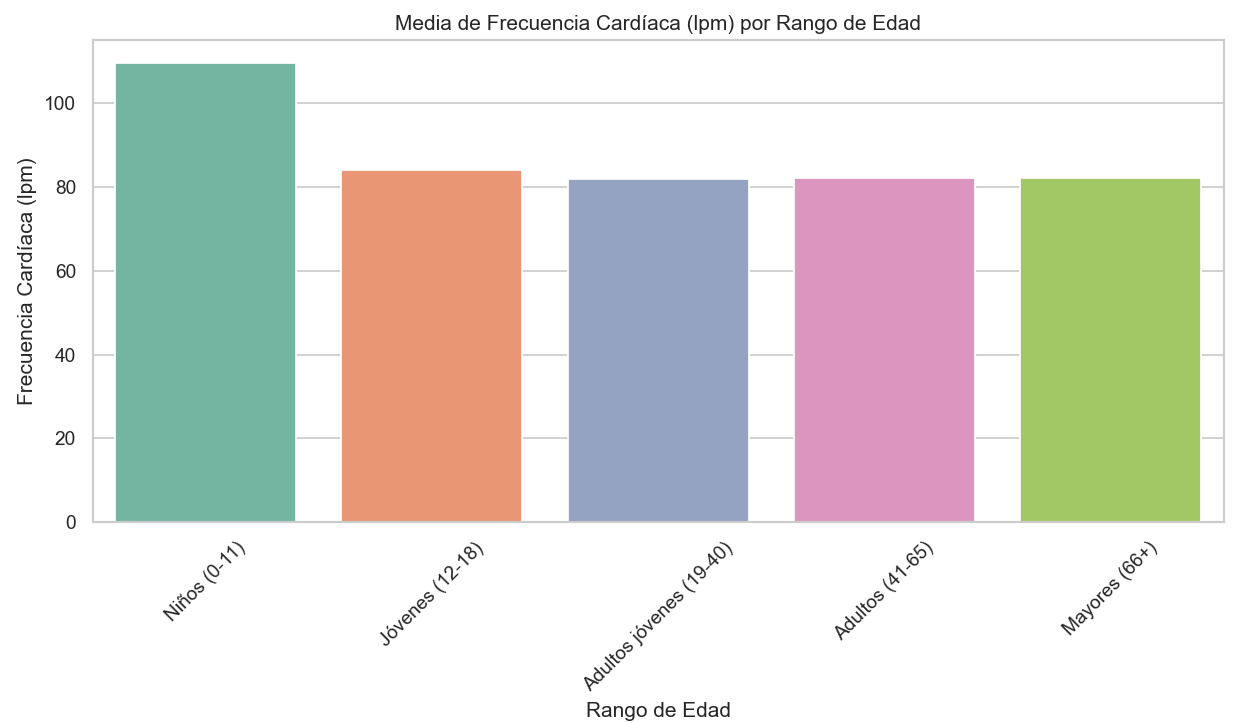 Media de Frecuencia Cardíaca (lpm) por Rango de Edad
Frecuencia Cardíaca (lpm)
100
80
60
40
20
0
Niños (0-11)
Jóvenes (12-18)
Adultos jóvenes (19-40)
Adultos (41-65)
Mayores (66+)
Rango de Edad